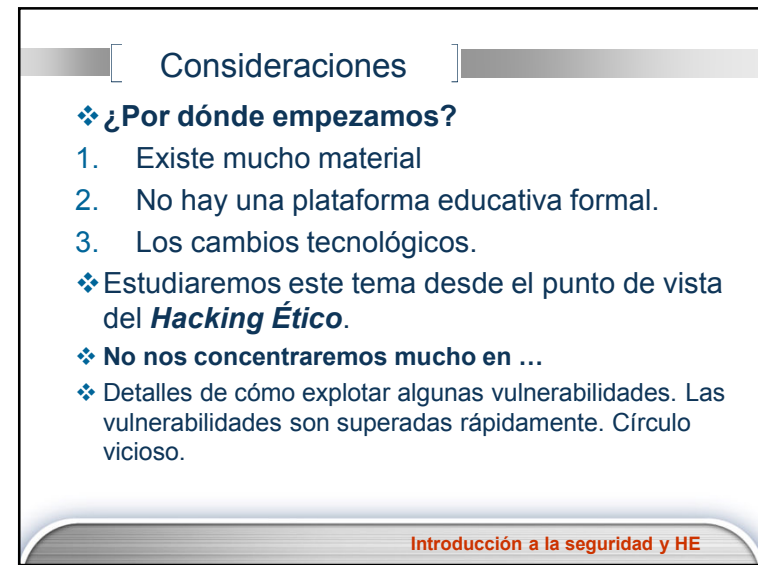 Consideraciones
❖ ¿Por dónde empezamos?
1. Existe mucho material
2. No hay una plataforma educativa formal.
3. Los cambios tecnológicos.
❖ Estudiaremos este tema desde el punto de vista
del Hacking Ético.
❖ No nos concentraremos mucho en …
❖ Detalles de cómo explotar algunas vulnerabilidades. Las
vulnerabilidades son superadas rápidamente. Círculo
vicioso.
Introducción a la seguridad y HE